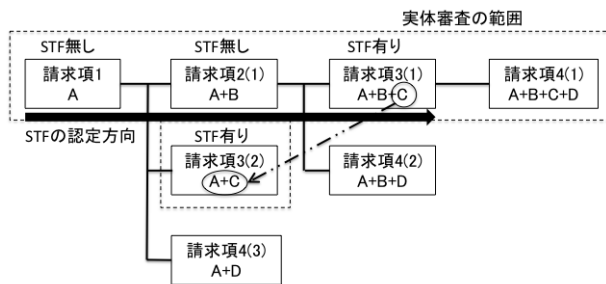 実体審査の範囲
STF無し
STF無し
STF有り
請求項1
A
請求項2(1)
A+B
請求項3(1)
A+B+C
請求項4(1)
A+B+C+D
STFの認定方向
STF有り
請求項3(2)
A+C
請求項4(2)
A+B+D
請求項4(3)
A+D